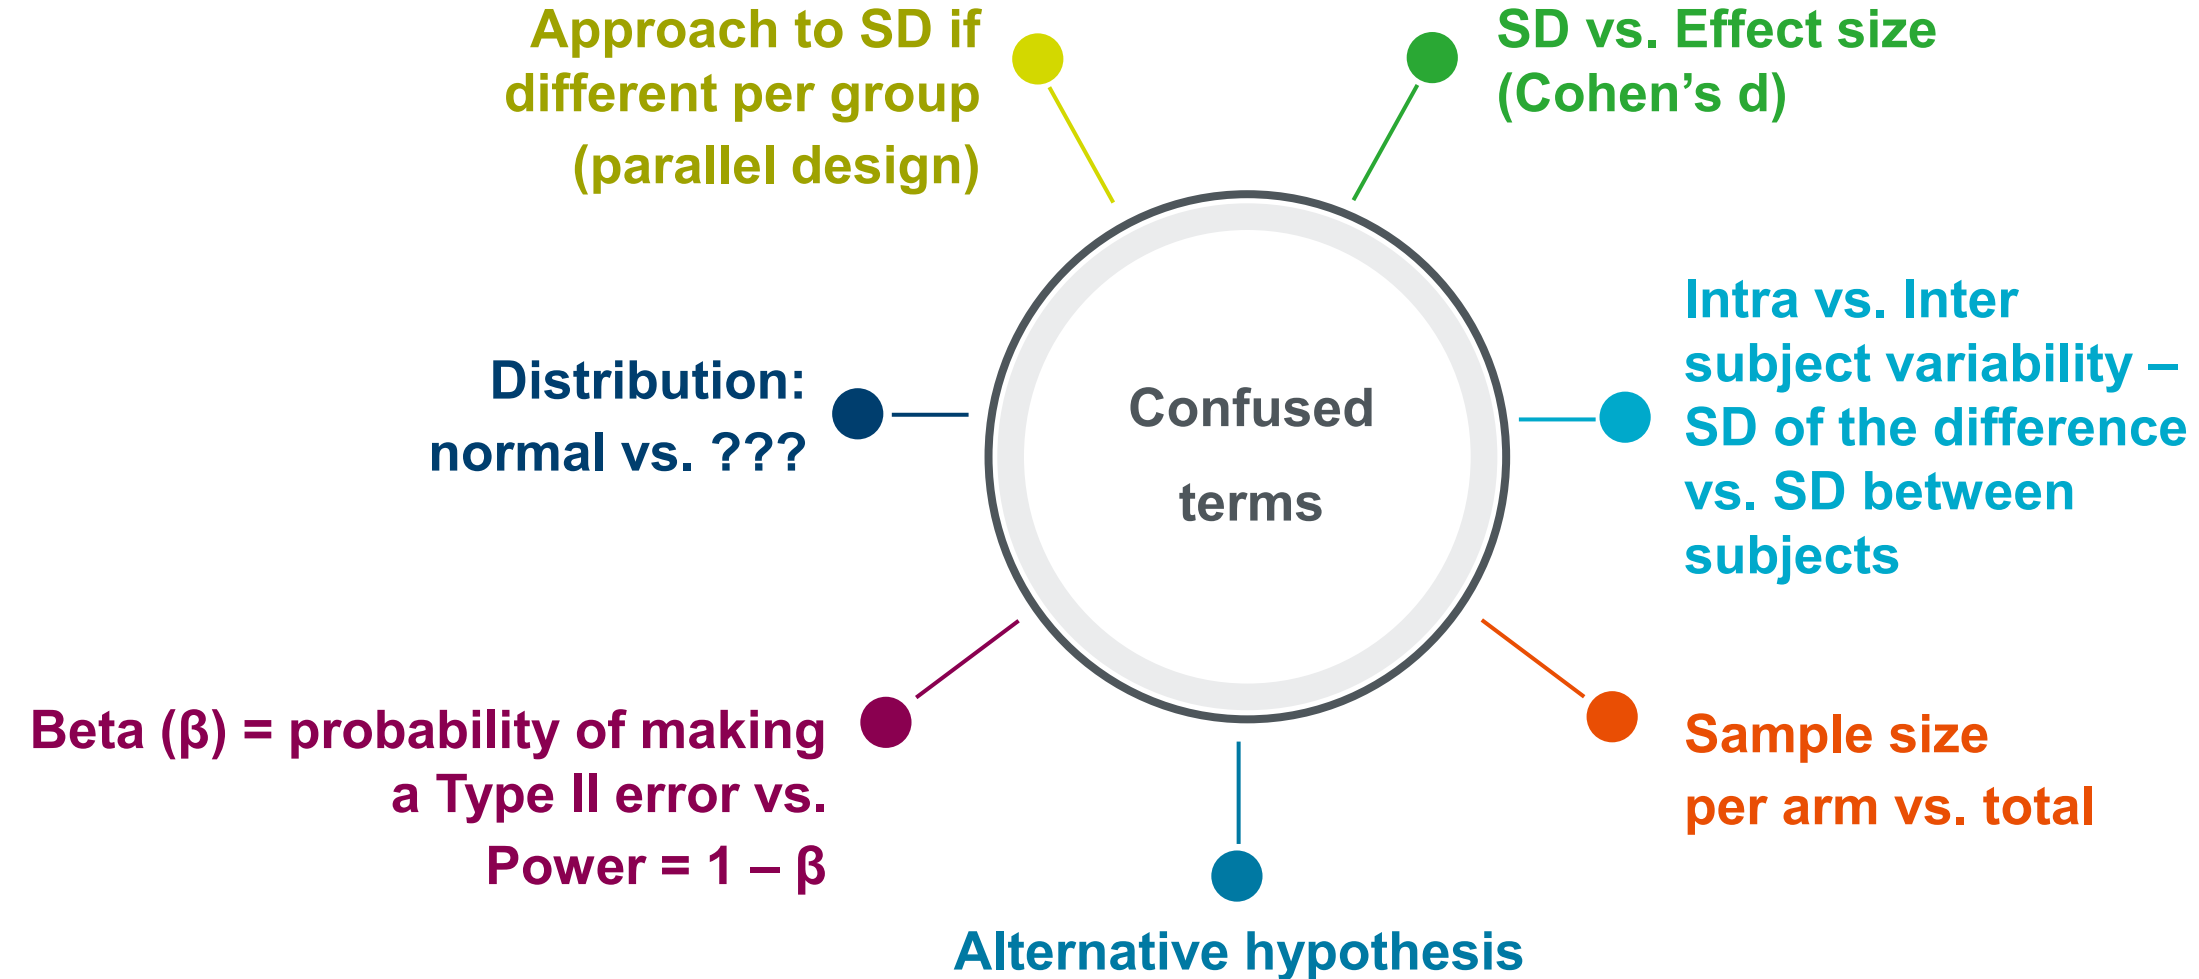 Approach to SD if
different per group
(parallel design)
SD vs. Effect size
(Cohen’s d)
Intra vs. Inter
subject variability –
SD of the difference
vs. SD between
subjects
Distribution:
normal vs. ???
Confused
terms
Beta (β) = probability of making
a Type II error vs.
Power = 1 – β
Sample size
per arm vs. total
Alternative hypothesis